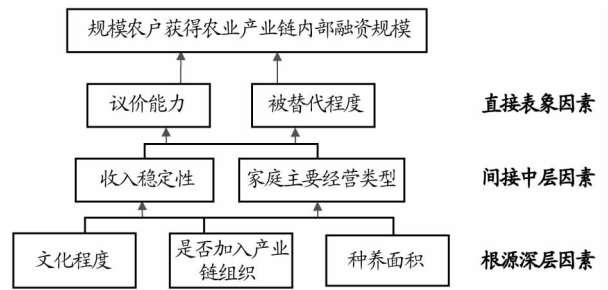 规模农户获得农业产业链内部融资规模
议价能力
被替代程度
直接表象因素
收入稳定性
家庭主要经营类型
间接中层因素
文化程度
是否加入产业
链组织
种养面积
根源深层因素